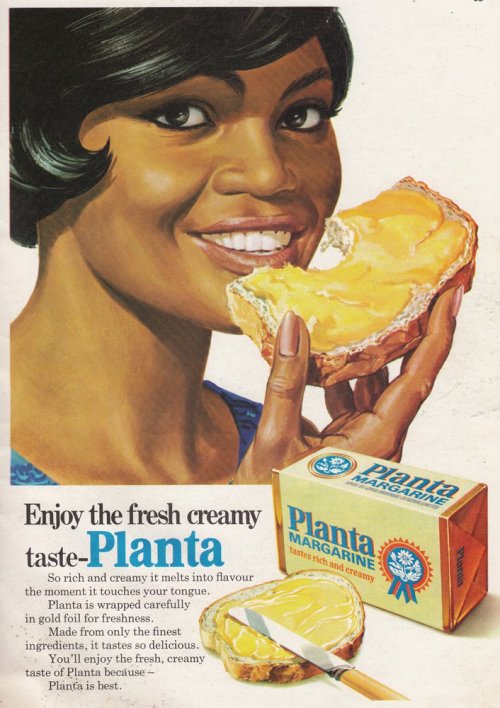 Enjoy the fresh creamy
taste-Planta
So rich and creamy it melts into flavour
the moment it touches your tongue.
Planta is wrapped carefully
in gold foil for freshness.
Made from only the finest
ingredients, it tastes so delicious.
You'll enjoy the fresh, creamy
taste of Planta because –
Planta is best.
Planta
MARGARINE
Planta
MARGARINE
tastes rich and creamy
Planta